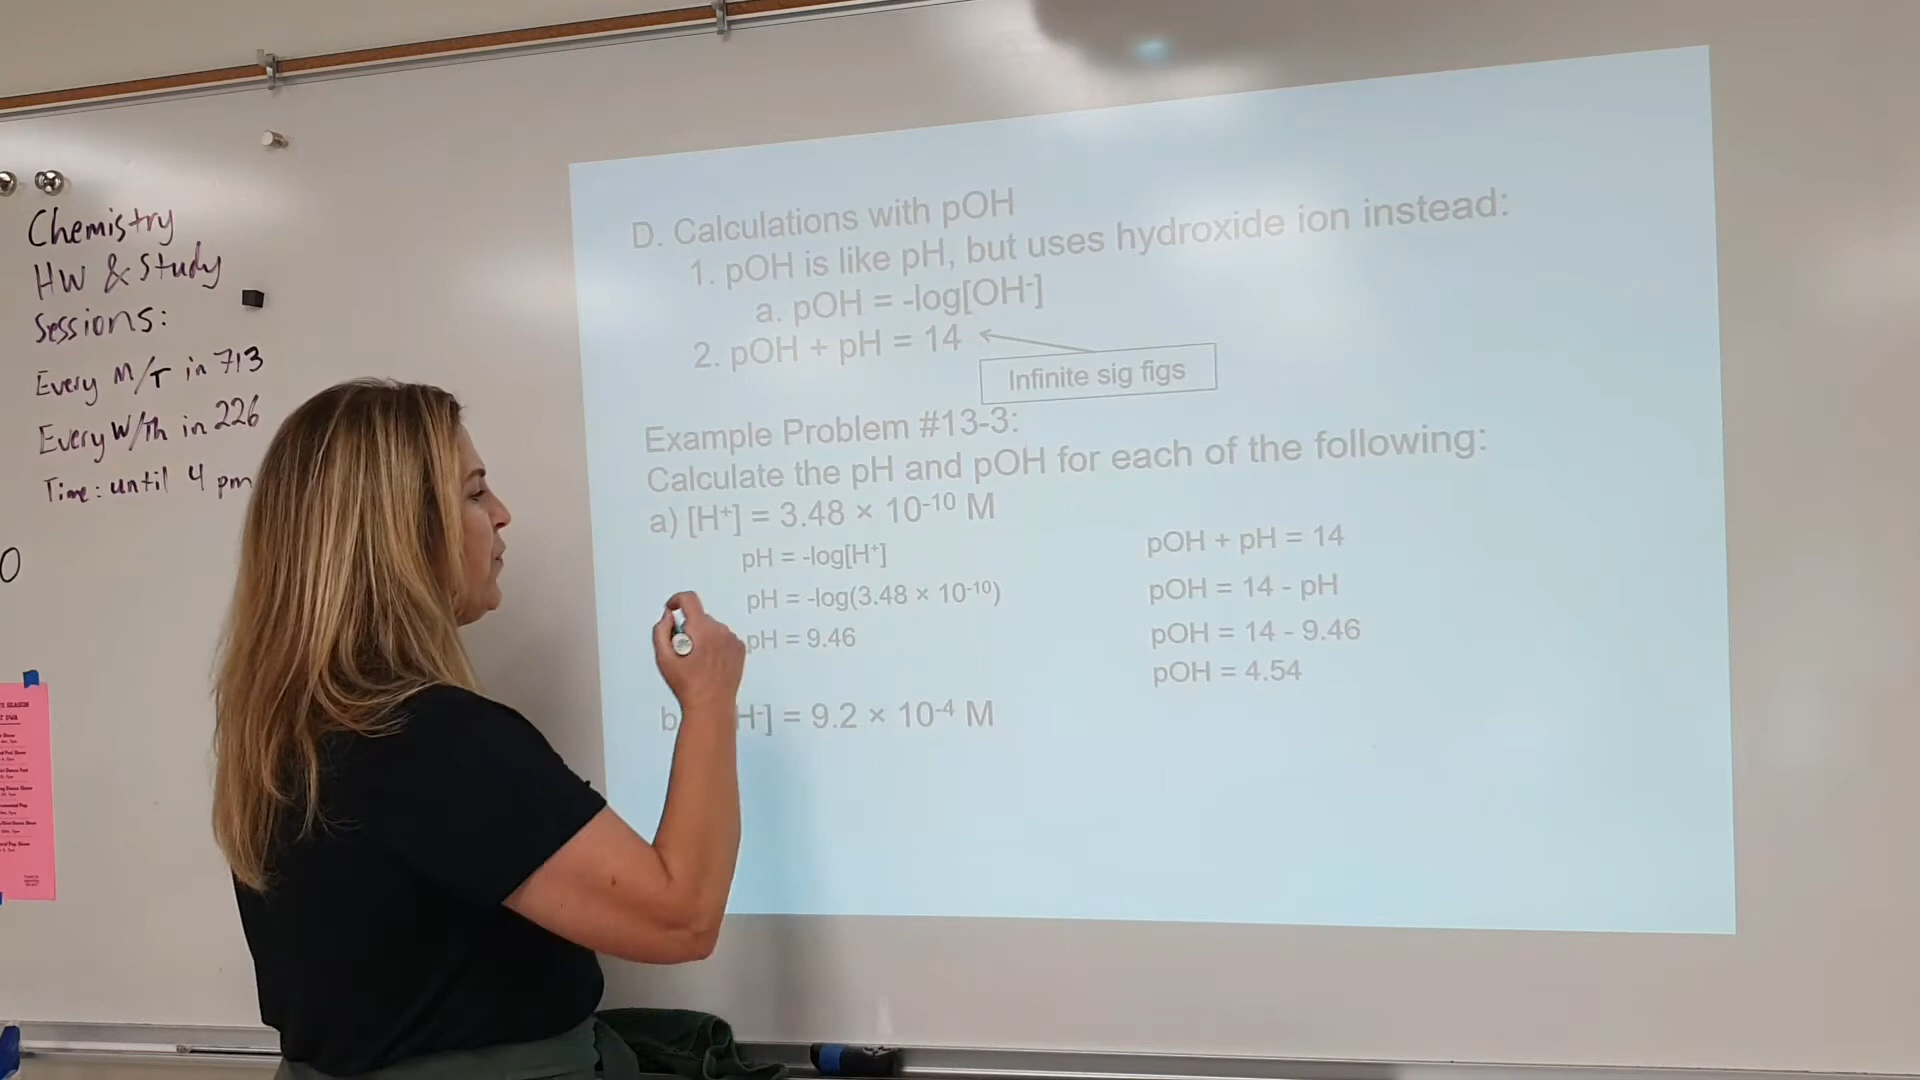 Chemistry
HW & Study
Sessions:
Every M/T in 713
Every W/Th in 226
Time: until 4 pm
O
D. Calculations with pOH
1. pOH is like pH, but uses hydroxide ion instead:
a. pOH = -log[OH-]
2. pOH + pH = 14
Infinite sig figs
Example Problem #13-3:
Calculate the pH and pOH for each of the following:
a) [H⁺] = 3.48 × 10⁻¹⁰ M
pH = -log[H⁺]
pH = -log(3.48 × 10⁻¹⁰)
pH = 9.46
pOH + pH = 14
pOH = 14 - pH
pOH = 14 - 9.46
pOH = 4.54
b H⁻] = 9.2 × 10⁻⁴ M